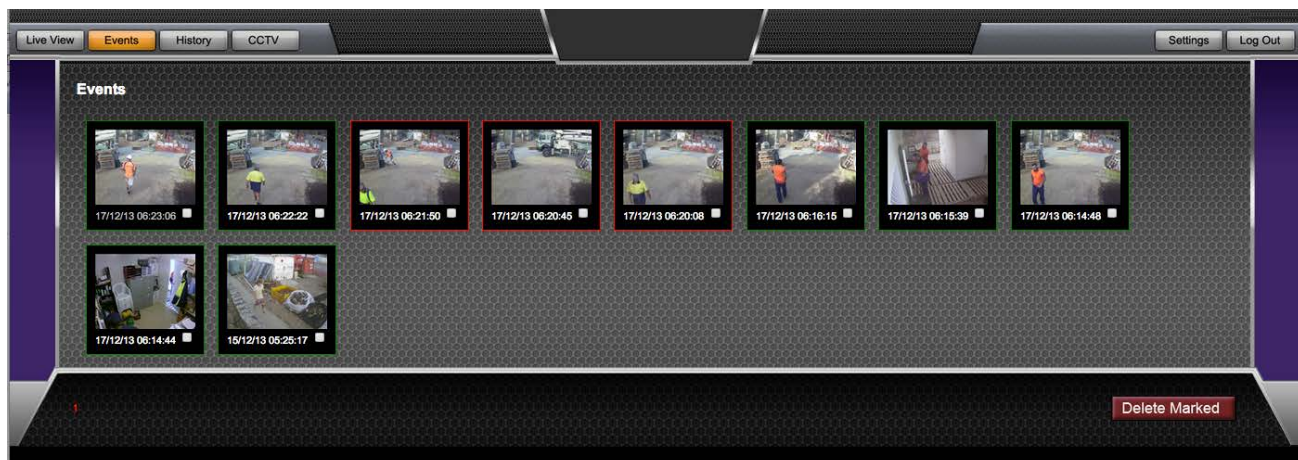 Live View Events History CCTV Settings Log Out
Events
17/12/13 06:23:06 17/12/13 06:22:22 17/12/13 06:21:50 17/12/13 06:20:45 17/12/13 06:20:08 17/12/13 06:16:15 17/12/13 06:15:39 17/12/13 06:14:48
17/12/13 06:14:44 15/12/13 05:25:17
1 Delete Marked